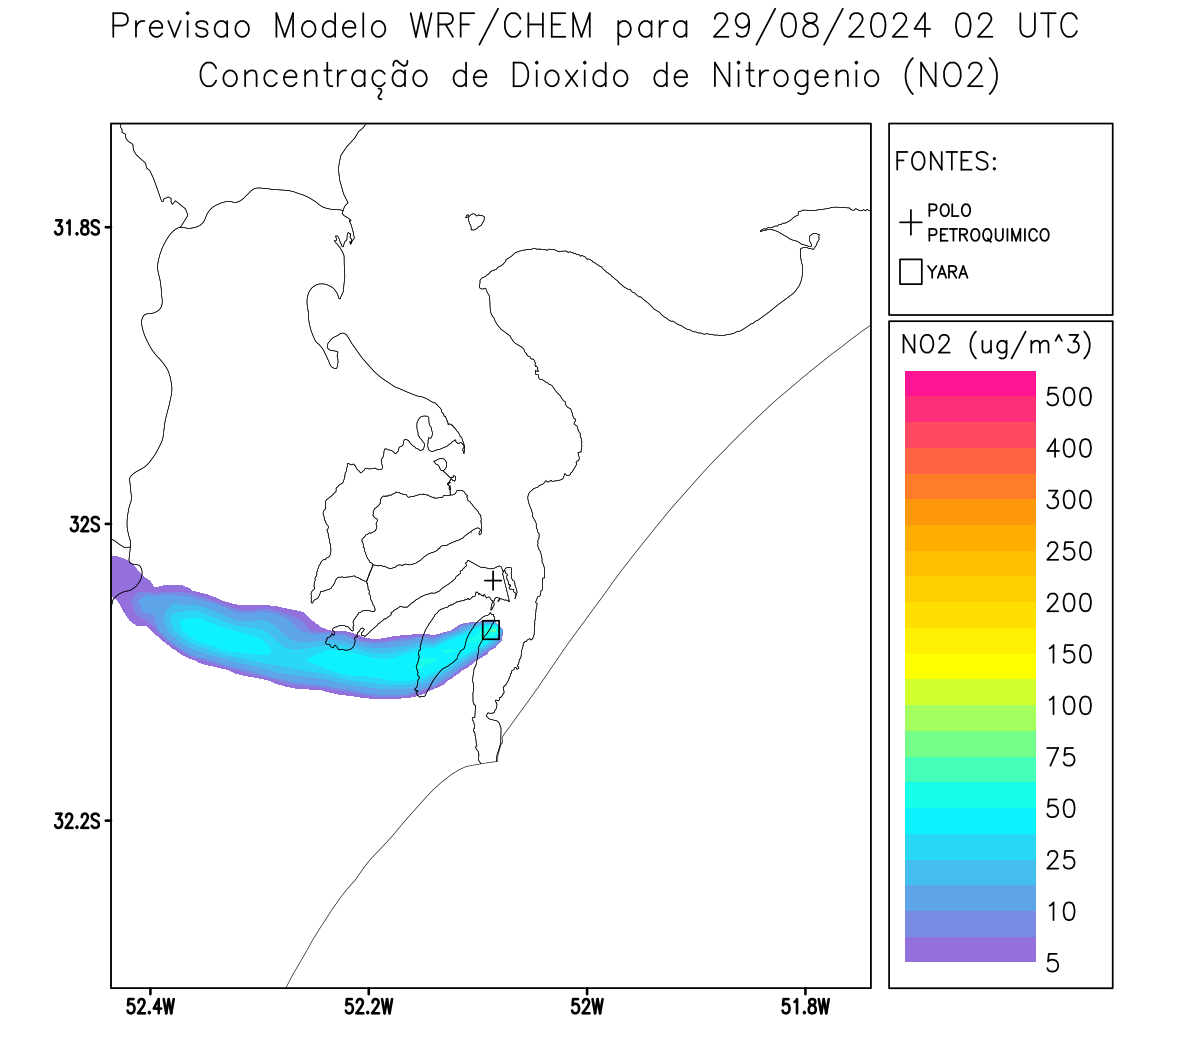 Previsao Modelo WRF/CHEM para 29/08/2024 02 UTC
Concentração de Dioxido de Nitrogenio (NO2)
FONTES:
POLO
PETROQUIMICO
YARA
31.8S
32S
32.2S
52.4W
52.2W
52W
51.8W
NO2 (ug/m^3)
500
400
300
250
200
150
100
75
50
25
10
5